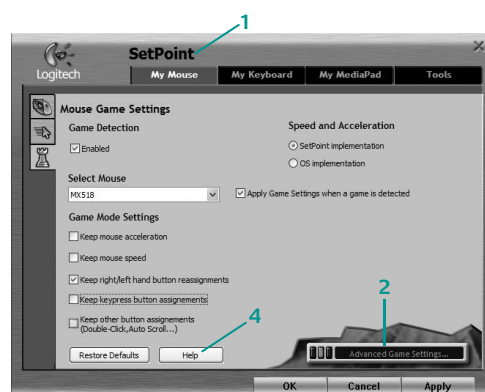 1
SetPoint
Logitech
My Mouse
My Keyboard
My MediaPad
Tools
Mouse Game Settings
Game Detection
Enabled
Speed and Acceleration
SetPoint implementation
OS implementation
Select Mouse
MX518
Apply Game Settings when a game is detected
Game Mode Settings
Keep mouse acceleration
Keep mouse speed
Keep right/left hand button reassignments
Keep keypress button assignements
Keep other button assignements
(Double-Click,Auto Scroll...)
4
2
Restore Defaults
Help
Advanced Game Settings...
OK
Cancel
Apply